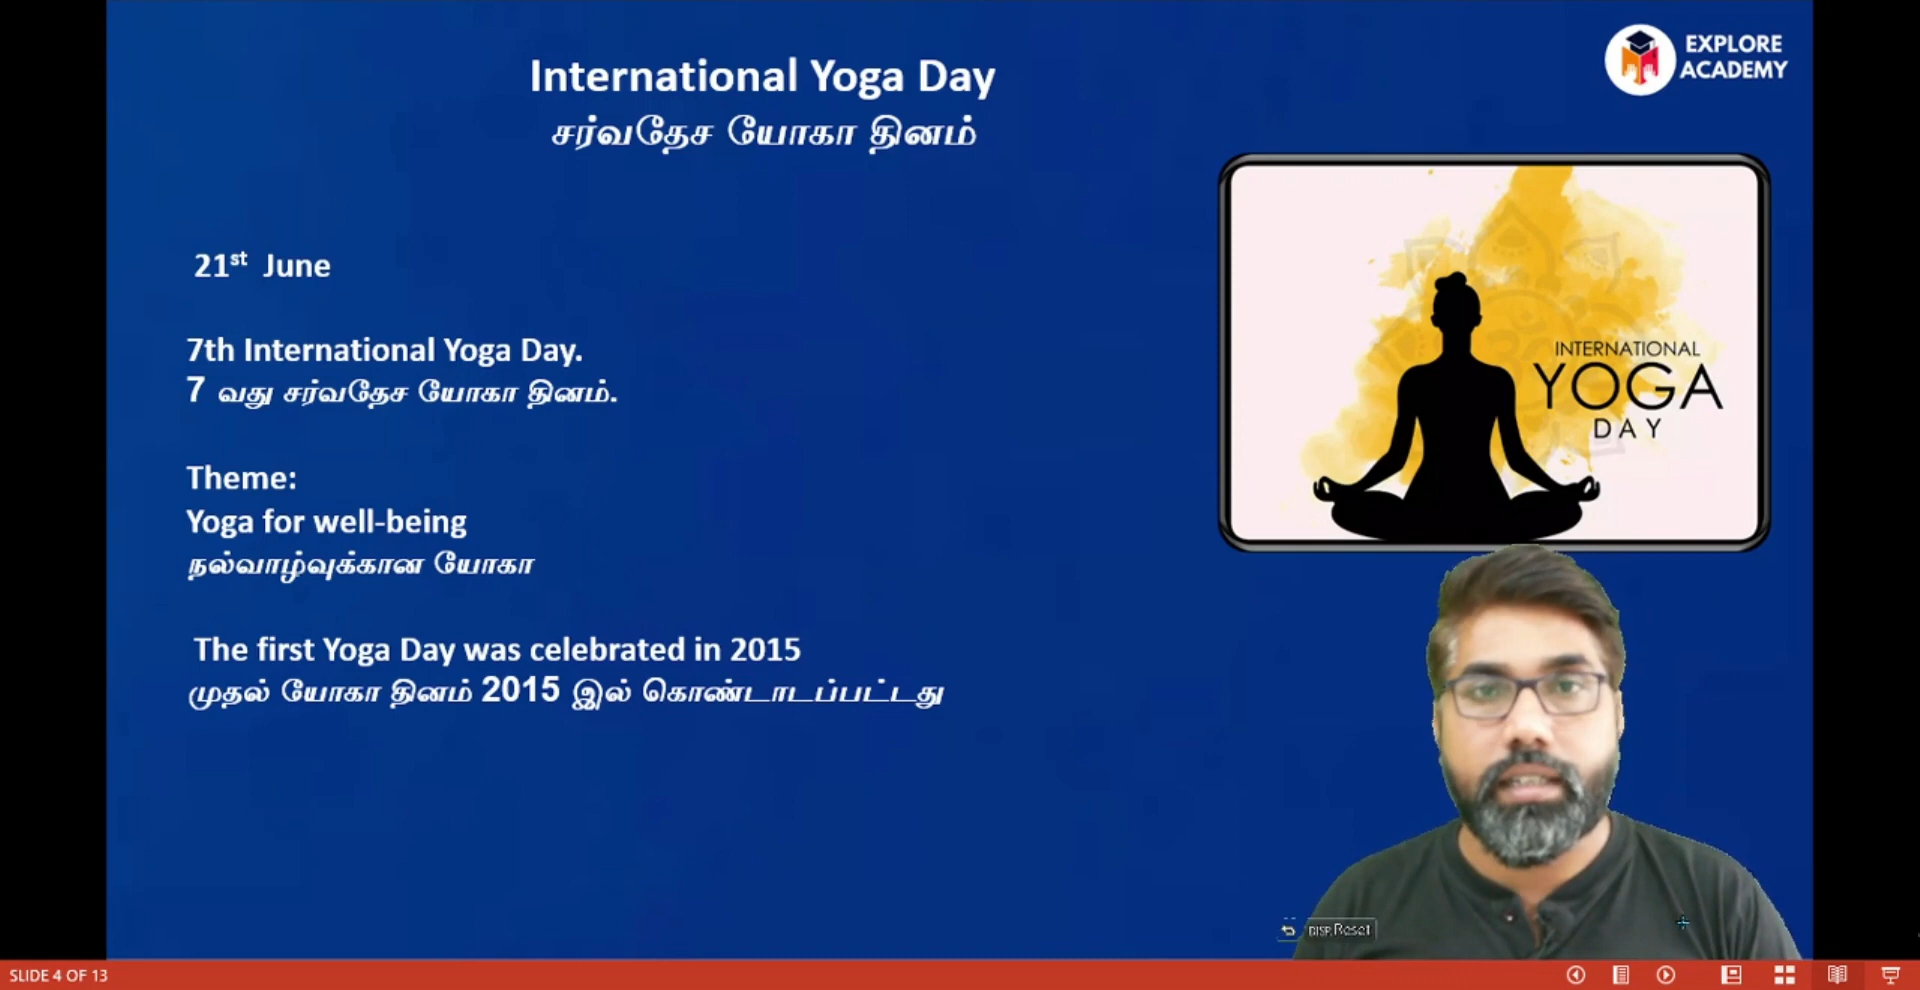 International Yoga Day
சர்வதேச யோகா தினம்
EXPLORE
ACADEMY
21st June
7th International Yoga Day.
7 வது சர்வதேச யோகா தினம்.
Theme:
Yoga for well-being
நல்வாழ்வுக்கான யோகா
The first Yoga Day was celebrated in 2015
முதல் யோகா தினம் 2015 இல் கொண்டாடப்பட்டது
INTERNATIONAL
YOGA
DAY
DISP. Reset
SLIDE 4 OF 13